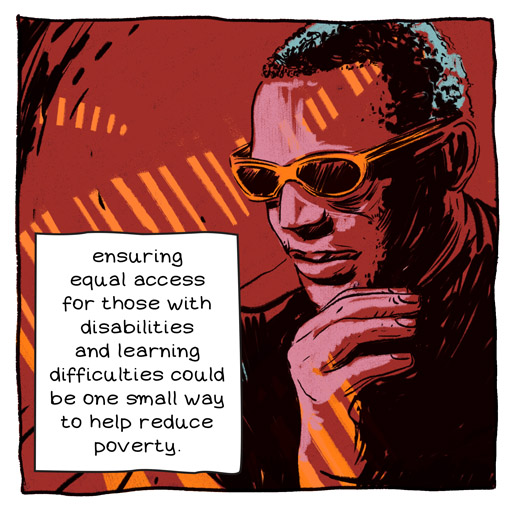 ensuring
equal access
for those with
disabilities
and learning
difficulties could
be one small way
to help reduce
poverty.